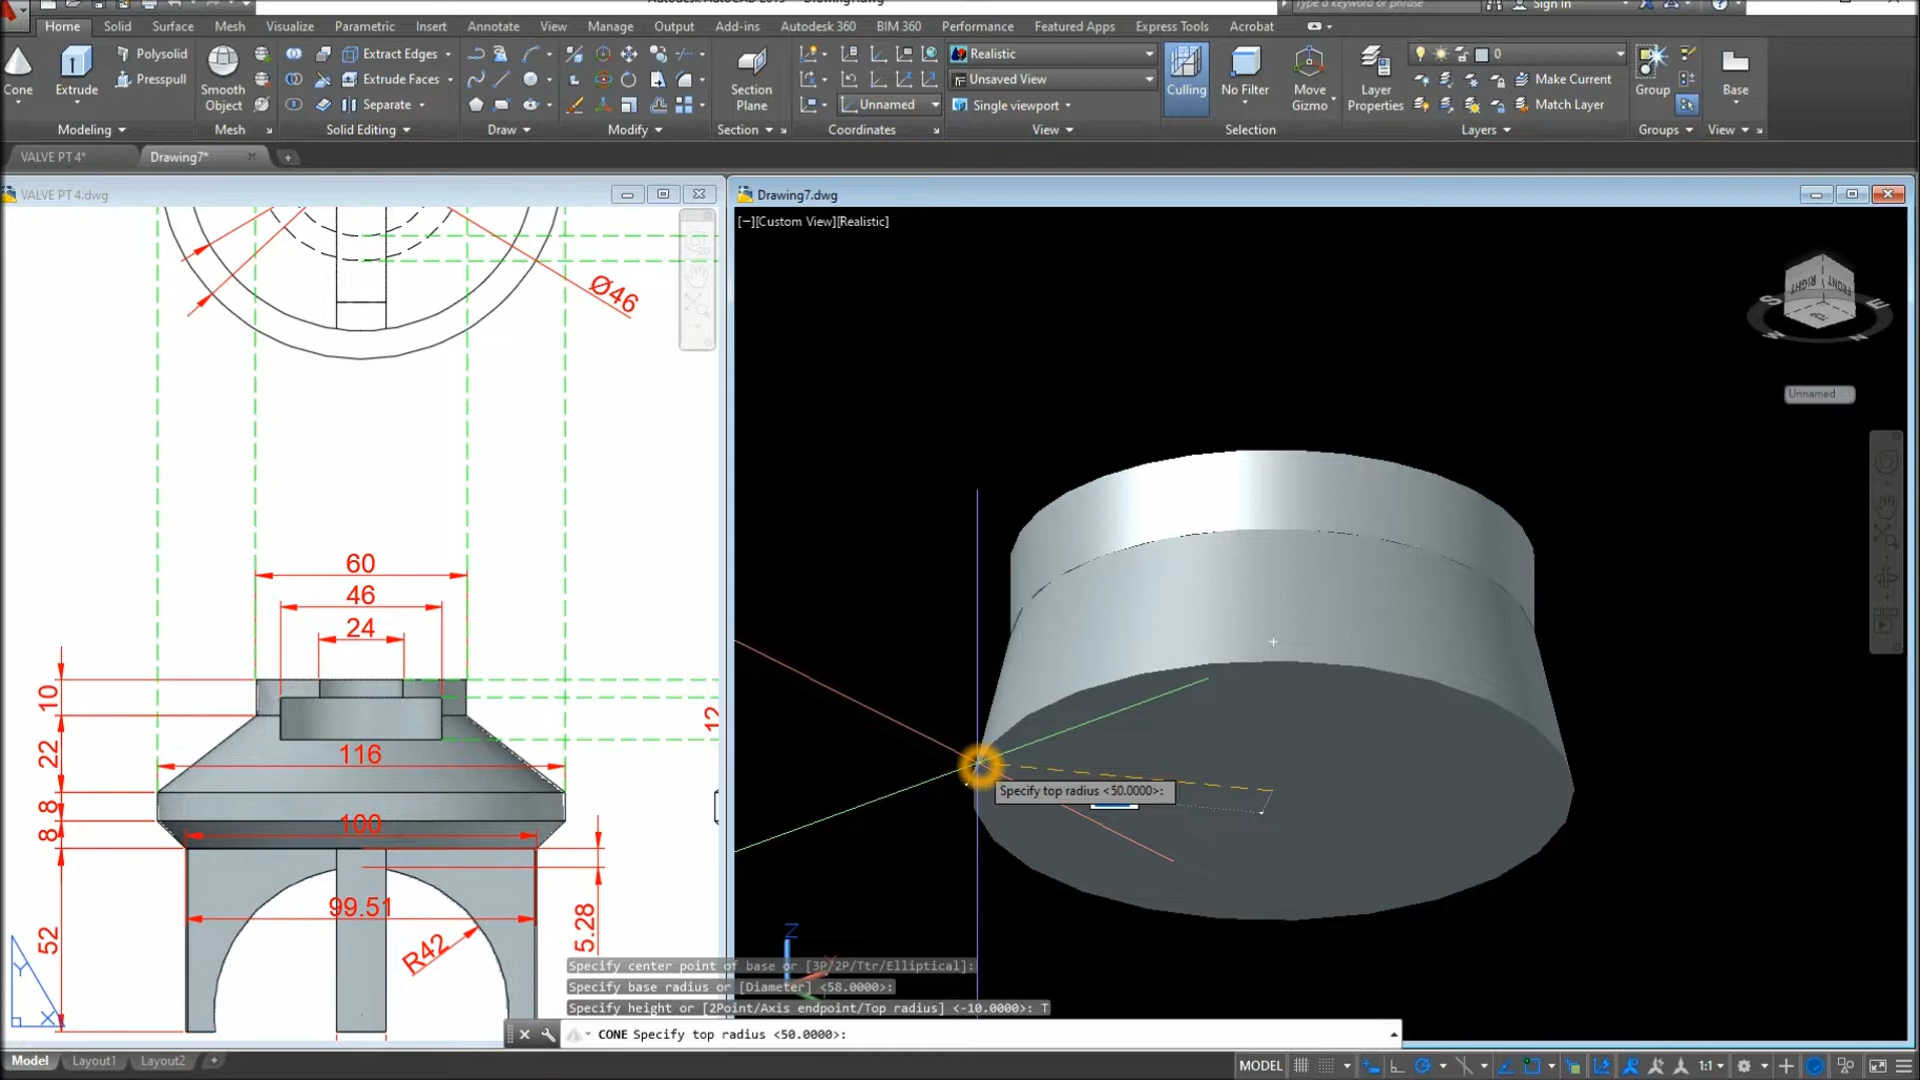 Sign In
Home Solid Surface Mesh Visualize Parametric Insert Annotate View Manage Output Add-ins Autodesk 360 BIM 360 Performance Featured Apps Express Tools Acrobat
Cone
Extrude
Polysolid
Presspull
Smooth Object
Extract Edges
Extrude Faces
Separate
Section Plane
Unnamed
Realistic
Unsaved View
Single viewport
Culling
No Filter
Move Gizmo
Layer Properties
0
Make Current
Match Layer
Group
Base
Modeling Mesh Solid Editing Draw Modify Section Coordinates View Selection Layers Groups View
VALVE PT 4* Drawing7*
VALVE PT 4.dwg
Drawing7.dwg
[−][Custom View][Realistic]
Ø46
60
46
24
10
22
116
8
8
100
99.51
R42
5.28
52
12
Y
X
RIGHT FRONT
TOP
S E W N
Unnamed
Specify top radius <50.0000>:
Z
Specify center point of base or [3P/2P/Ttr/Elliptical]:
Specify base radius or [Diameter] <58.0000>:
Specify height or [2Point/Axis endpoint/Top radius] <-10.0000>: T
CONE Specify top radius <50.0000>:
Model Layout1 Layout2
MODEL
1:1